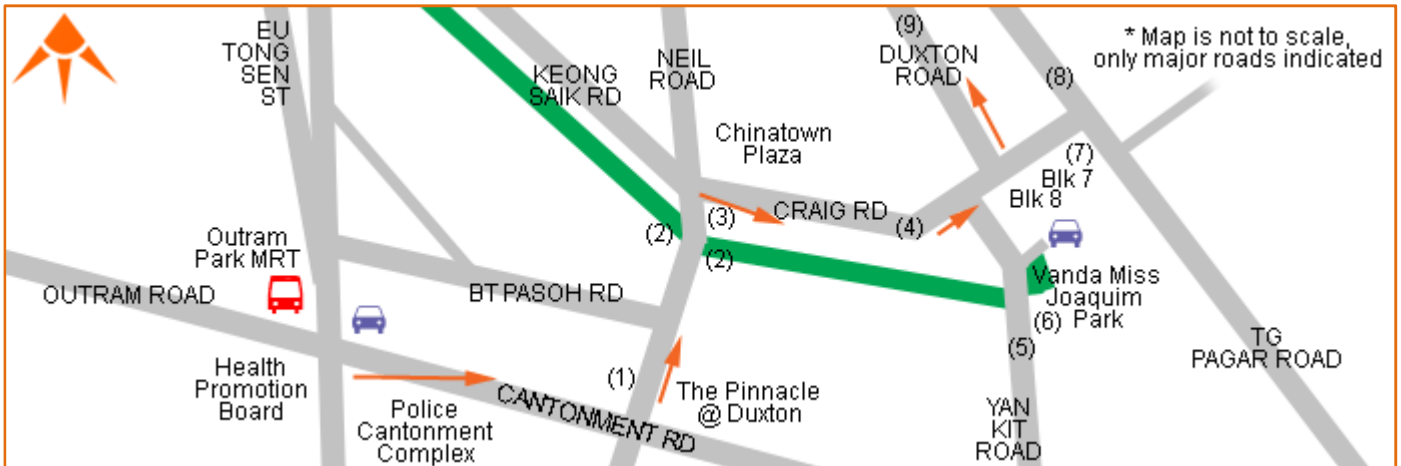 EU
TONG
SEN
ST
KEONG
SAIK RD
NEIL
ROAD
(9)
DUXTON
ROAD
(8)
* Map is not to scale,
only major roads indicated
Chinatown
Plaza
(7)
Blk 7
Blk 8
(3)
CRAIG RD
(4)
(2)
(2)
Outram
Park MRT
OUTRAM ROAD
BT PASOH RD
Vanda Miss
Joaquim
Park
(6)
(5)
TG
PAGAR ROAD
Health
Promotion
Board
(1)
The Pinnacle
@ Duxton
CANTONMENT RD
Police
Cantonment
Complex
YAN
KIT
ROAD